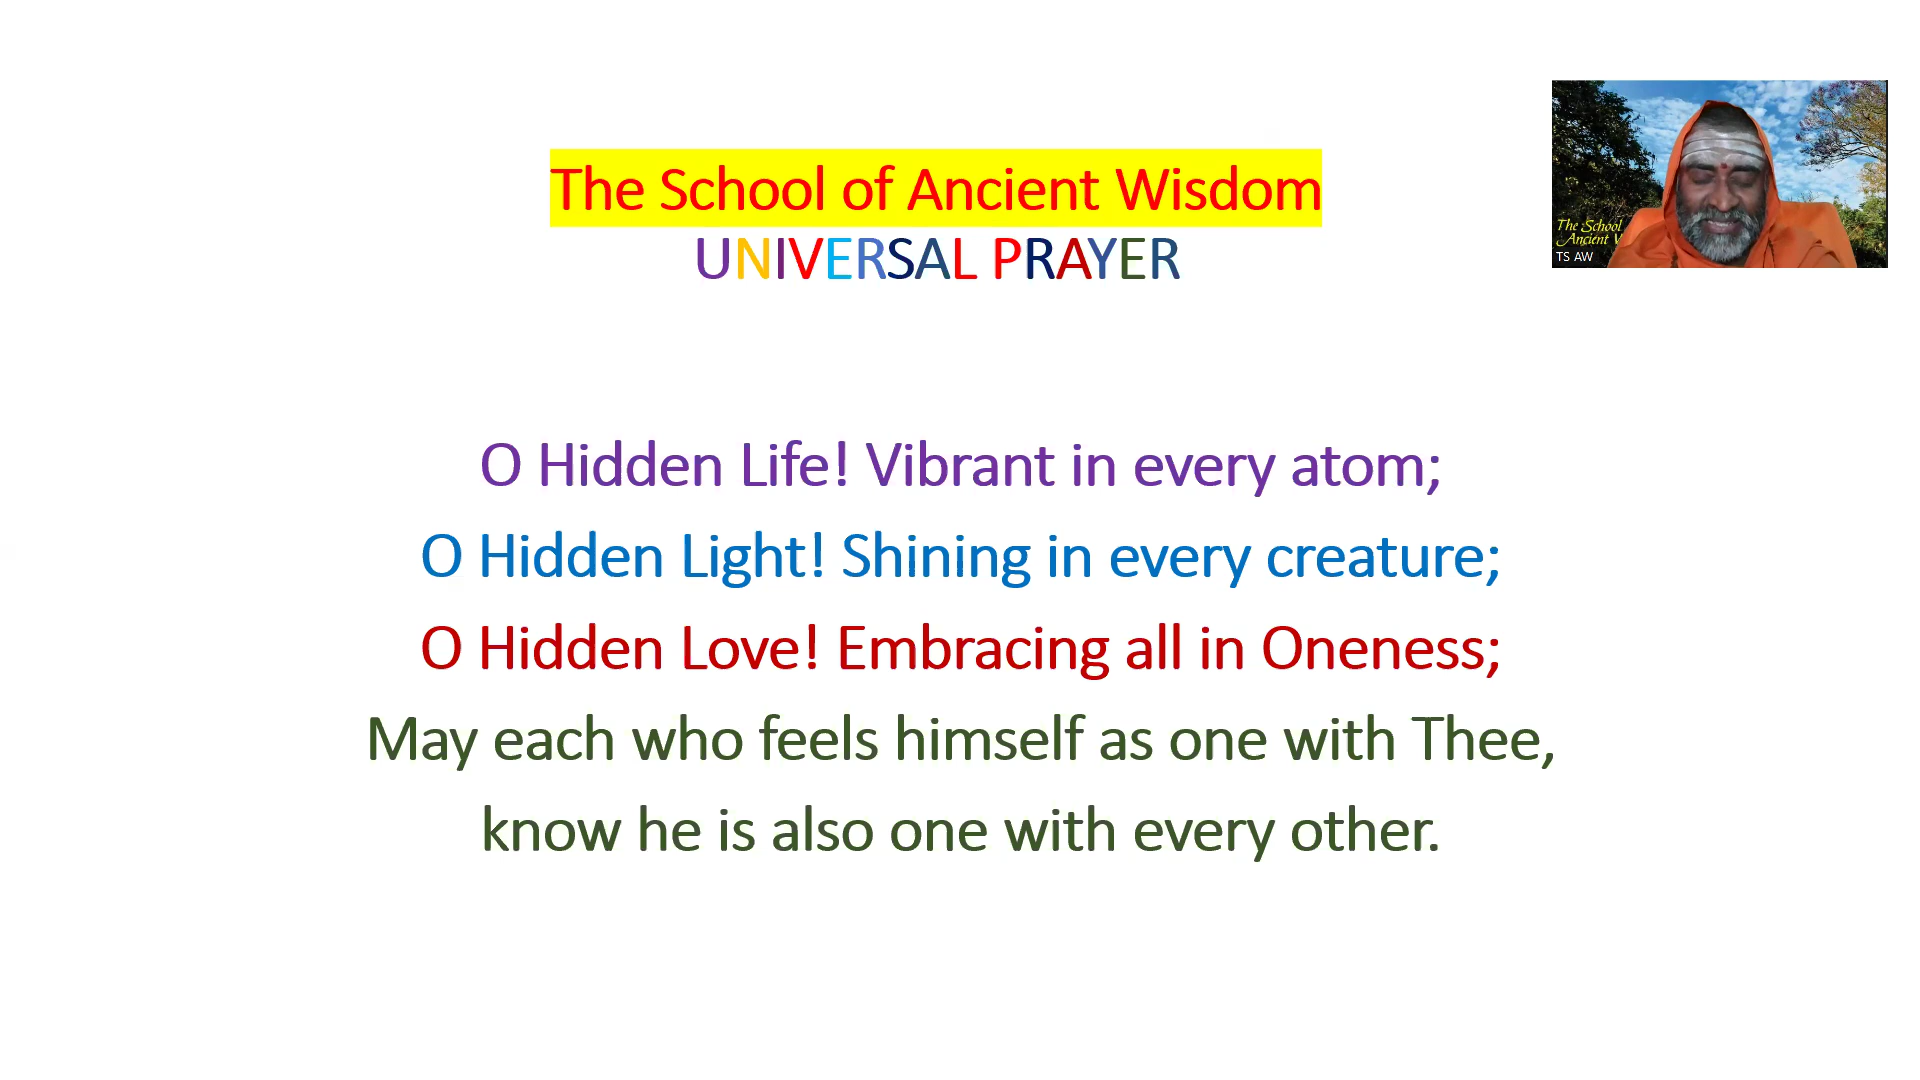 The School of Ancient Wisdom
UNIVERSAL PRAYER
O Hidden Life! Vibrant in every atom;
O Hidden Light! Shining in every creature;
O Hidden Love! Embracing all in Oneness;
May each who feels himself as one with Thee,
know he is also one with every other.
The School
Ancient W
TS AW